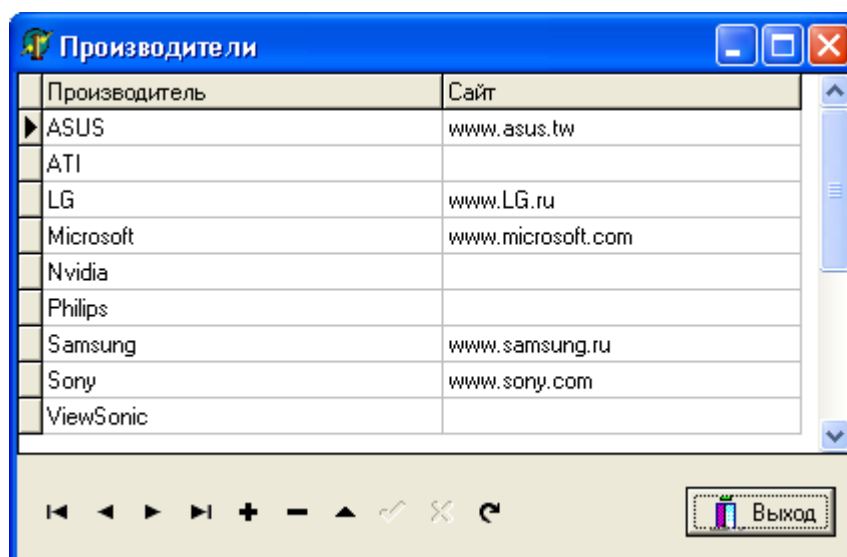 Производители
Производитель Сайт
ASUS www.asus.tw
ATI
LG www.LG.ru
Microsoft www.microsoft.com
Nvidia
Philips
Samsung www.samsung.ru
Sony www.sony.com
ViewSonic
Выход